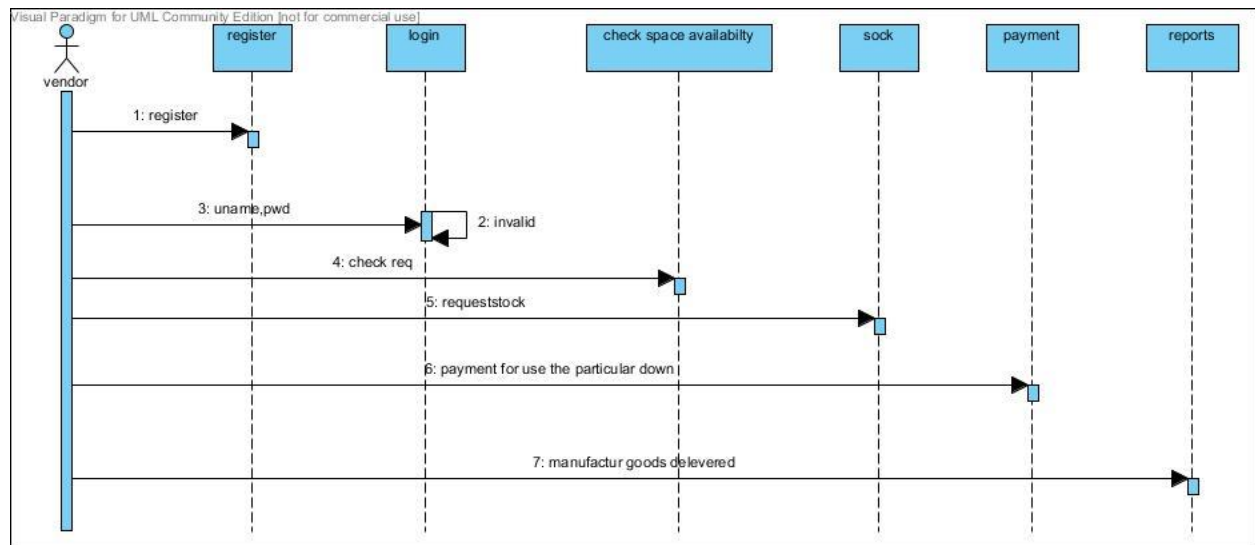 Visual Paradigm for UML Community Edition [not for commercial use]
vendor
register
login
check space availabilty
sock
payment
reports
1: register
3: uname,pwd
2: invalid
4: check req
5: requeststock
6: payment for use the particular down
7: manufactur goods delevered